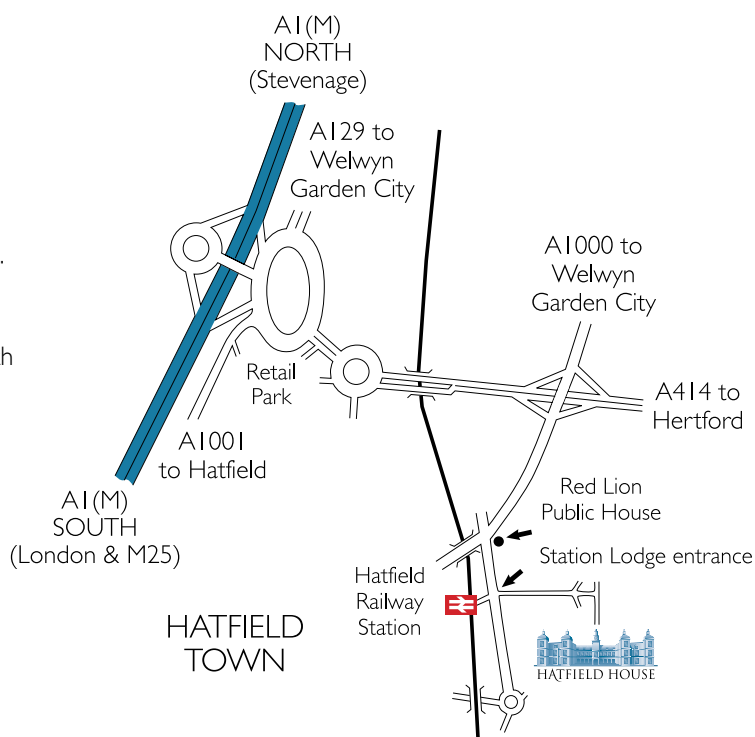 A1(M)
NORTH
(Stevenage)
A129 to
Welwyn
Garden City
A1000 to
Welwyn
Garden City
Retail
Park
A414 to
Hertford
A1001
to Hatfield
A1(M)
SOUTH
(London & M25)
Red Lion
Public House
Station Lodge entrance
Hatfield
Railway
Station
HATFIELD
TOWN
HATFIELD HOUSE